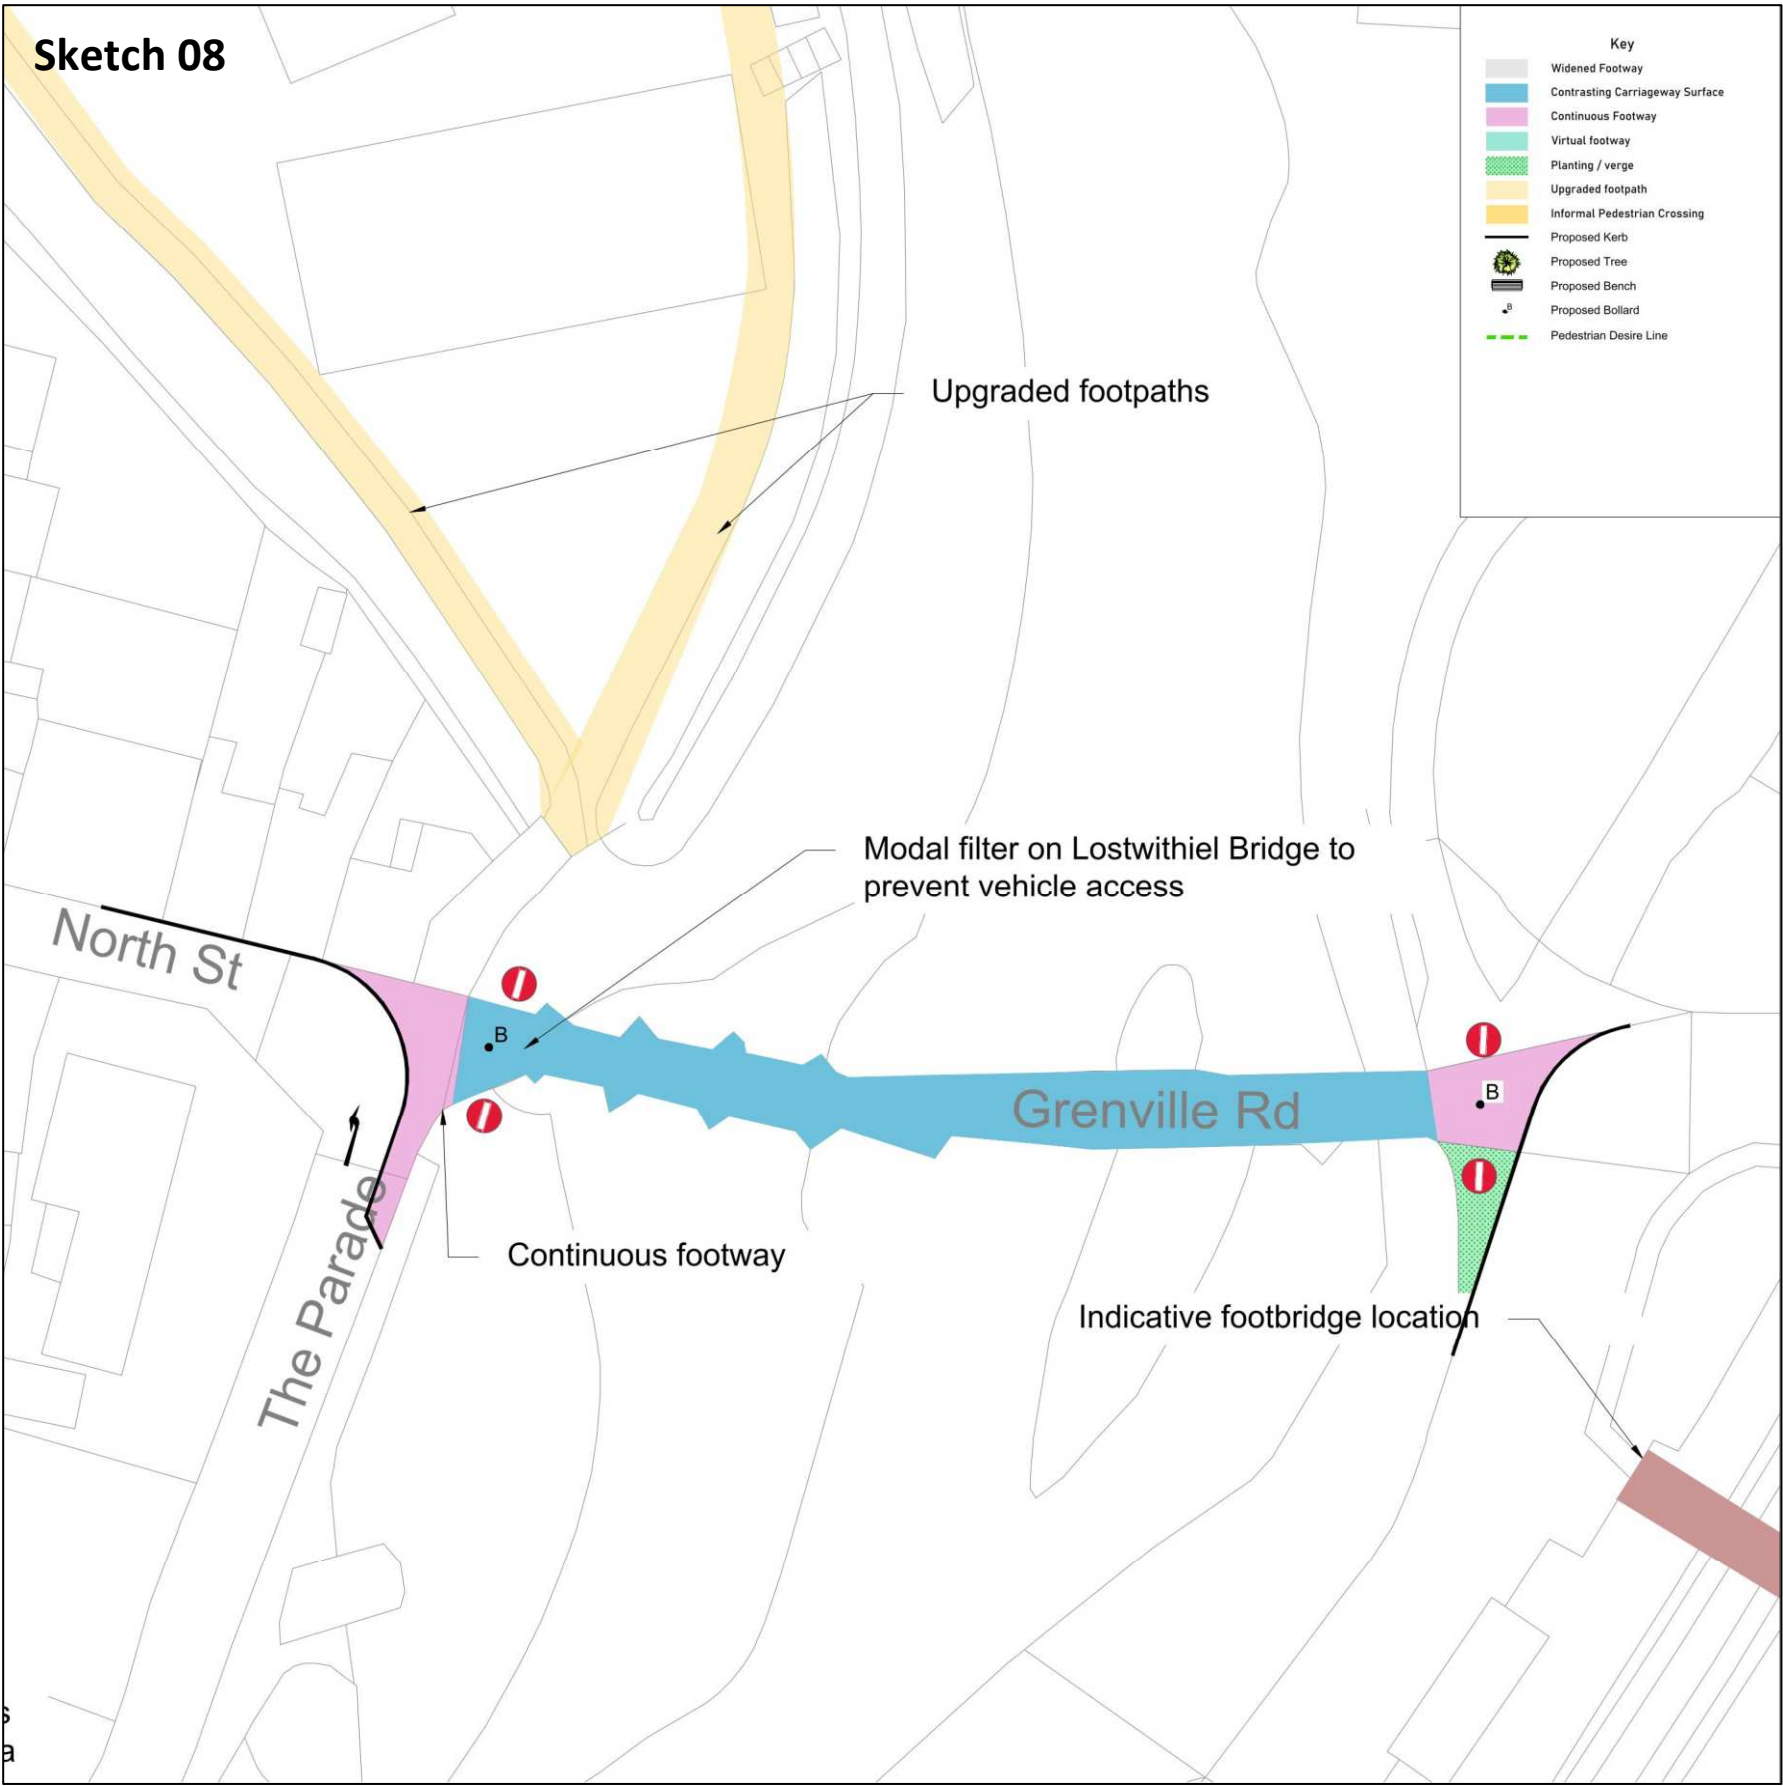 Sketch 08
Key
Widened Footway
Contrasting Carriageway Surface
Continuous Footway
Virtual footway
Planting / verge
Upgraded footpath
Informal Pedestrian Crossing
Proposed Kerb
Proposed Tree
Proposed Bench
B
Proposed Bollard
Pedestrian Desire Line
Upgraded footpaths
Modal filter on Lostwithiel Bridge to
prevent vehicle access
North St
B
B
Grenville Rd
The Parade
Continuous footway
Indicative footbridge location
s
a